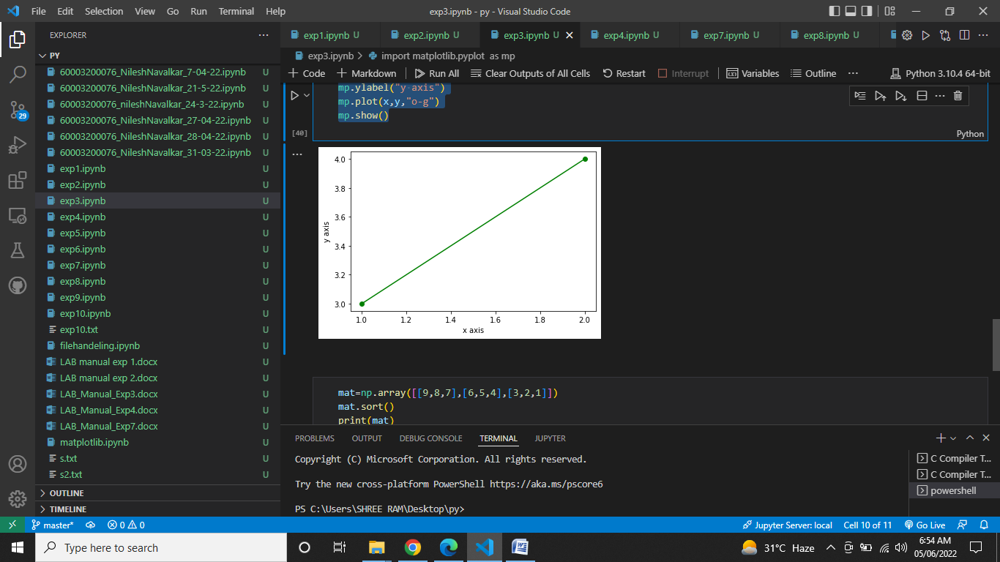 File Edit Selection View Go Run Terminal Help
exp3.ipynb - py - Visual Studio Code
EXPLORER
PY
60003200076_NileshNavalkar_7-04-22.ipynb U
60003200076_NileshNavalkar_21-5-22.ipynb U
60003200076_nileshNavalkar_24-3-22.ipynb U
60003200076_NileshNavalkar_27-04-22.ipynb U
60003200076_NileshNavalkar_28-04-22.ipynb U
60003200076_NileshNavalkar_31-03-22.ipynb U
exp1.ipynb U
exp2.ipynb U
exp3.ipynb U
exp4.ipynb U
exp5.ipynb U
exp6.ipynb U
exp7.ipynb U
exp8.ipynb U
exp9.ipynb U
exp10.ipynb U
exp10.txt U
filehandeling.ipynb U
LAB manual exp 1.docx U
LAB manual exp 2.docx U
LAB_Manual_Exp3.docx U
LAB_Manual_Exp4.docx U
LAB_Manual_Exp7.docx U
matplotlib.ipynb U
s.txt U
s2.txt U
OUTLINE
TIMELINE
29
exp1.ipynb U exp2.ipynb U exp3.ipynb U exp4.ipynb U exp7.ipynb U exp8.ipynb U
exp3.ipynb > import matplotlib.pyplot as mp
+ Code + Markdown Run All Clear Outputs of All Cells Restart Interrupt Variables Outline ... Python 3.10.4 64-bit
mp.ylabel("y axis")
mp.plot(x,y,"o-g")
mp.show()
[40]
Python
4.0
3.8
3.6
3.4
3.2
3.0
y axis
1.0 1.2 1.4 1.6 1.8 2.0
x axis
mat=np.array([[9,8,7],[6,5,4],[3,2,1]])
mat.sort()
print(mat)
PROBLEMS OUTPUT DEBUG CONSOLE TERMINAL JUPYTER
Copyright (C) Microsoft Corporation. All rights reserved.
Try the new cross-platform PowerShell https://aka.ms/pscore6
PS C:\Users\SHREE RAM\Desktop\py>
C Compiler T...
C Compiler T...
powershell
master* 0 0 Jupyter Server: local Cell 10 of 11 Go Live
Type here to search
31°C Haze
6:54 AM
05/06/2022